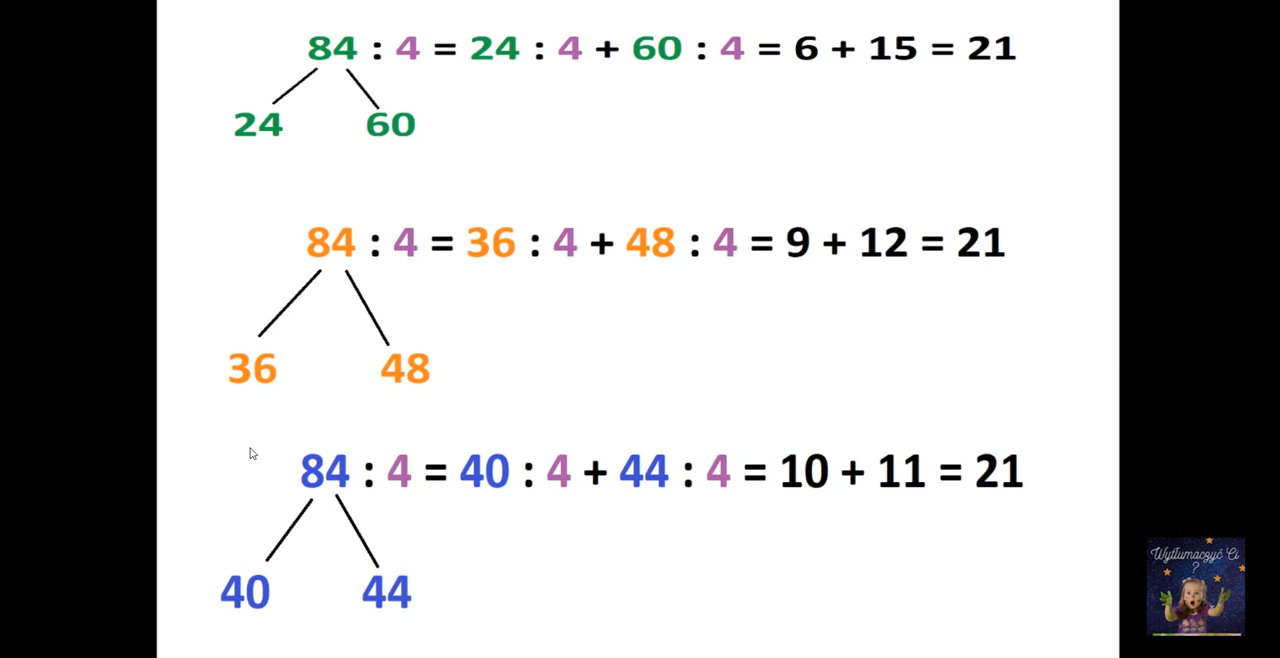 84 : 4 = 24 : 4 + 60 : 4 = 6 + 15 = 21
24 60
84 : 4 = 36 : 4 + 48 : 4 = 9 + 12 = 21
36 48
84 : 4 = 40 : 4 + 44 : 4 = 10 + 11 = 21
40 44
Wytłumaczyć Ci
?